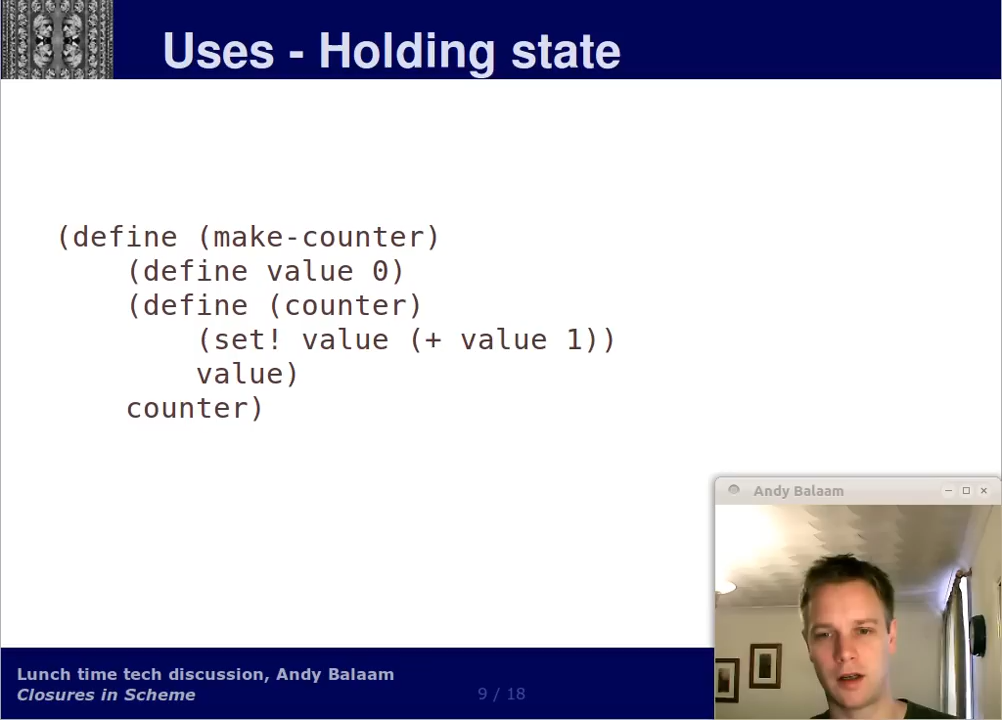 Uses - Holding state
(define (make-counter)
    (define value 0)
    (define (counter)
        (set! value (+ value 1))
        value)
    counter)
Andy Balaam
Lunch time tech discussion, Andy Balaam
Closures in Scheme
9 / 18